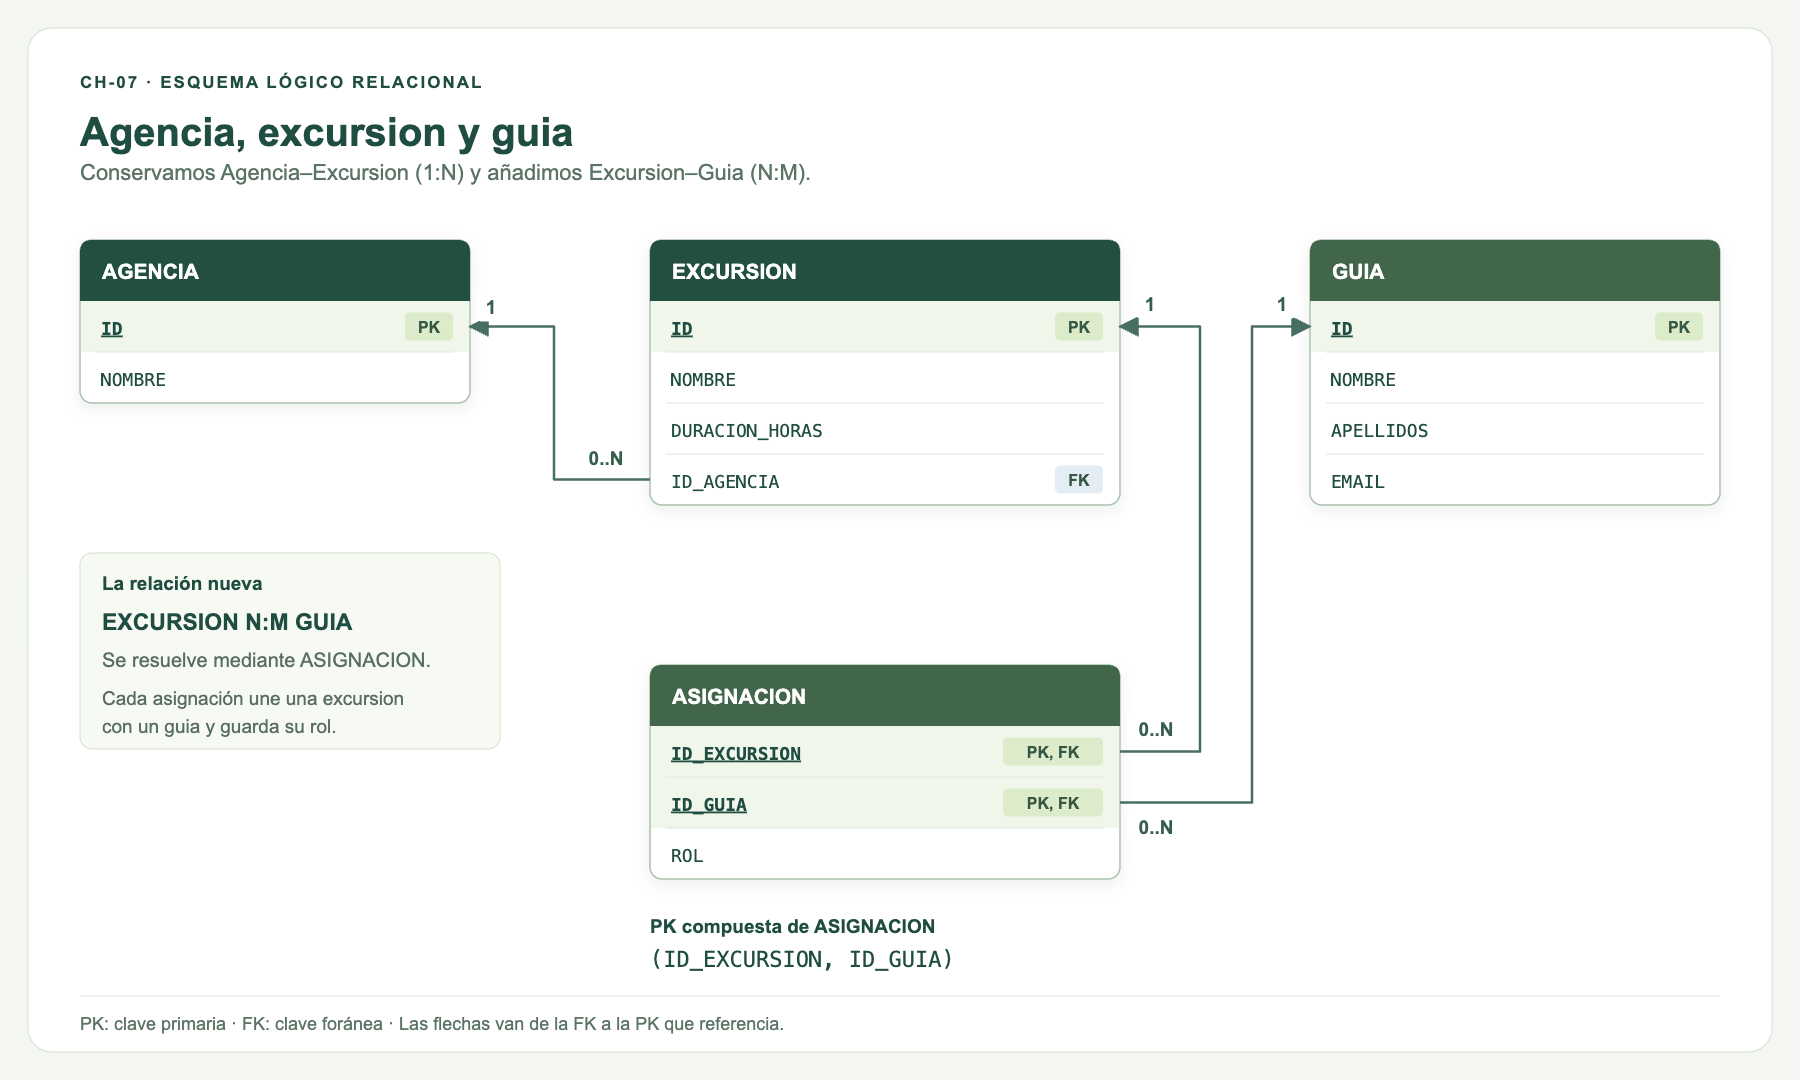 CH-07 · ESQUEMA LÓGICO RELACIONAL
Agencia, excursion y guia
Conservamos Agencia–Excursion (1:N) y añadimos Excursion–Guia (N:M).
AGENCIA
ID PK
NOMBRE
1
0..N
EXCURSION
ID PK
NOMBRE
DURACION_HORAS
ID_AGENCIA FK
1
1
GUIA
ID PK
NOMBRE
APELLIDOS
EMAIL
La relación nueva
EXCURSION N:M GUIA
Se resuelve mediante ASIGNACION.
Cada asignación une una excursion
con un guia y guarda su rol.
ASIGNACION
ID_EXCURSION PK, FK
ID_GUIA PK, FK
ROL
0..N
0..N
PK compuesta de ASIGNACION
(ID_EXCURSION, ID_GUIA)
PK: clave primaria · FK: clave foránea · Las flechas van de la FK a la PK que referencia.